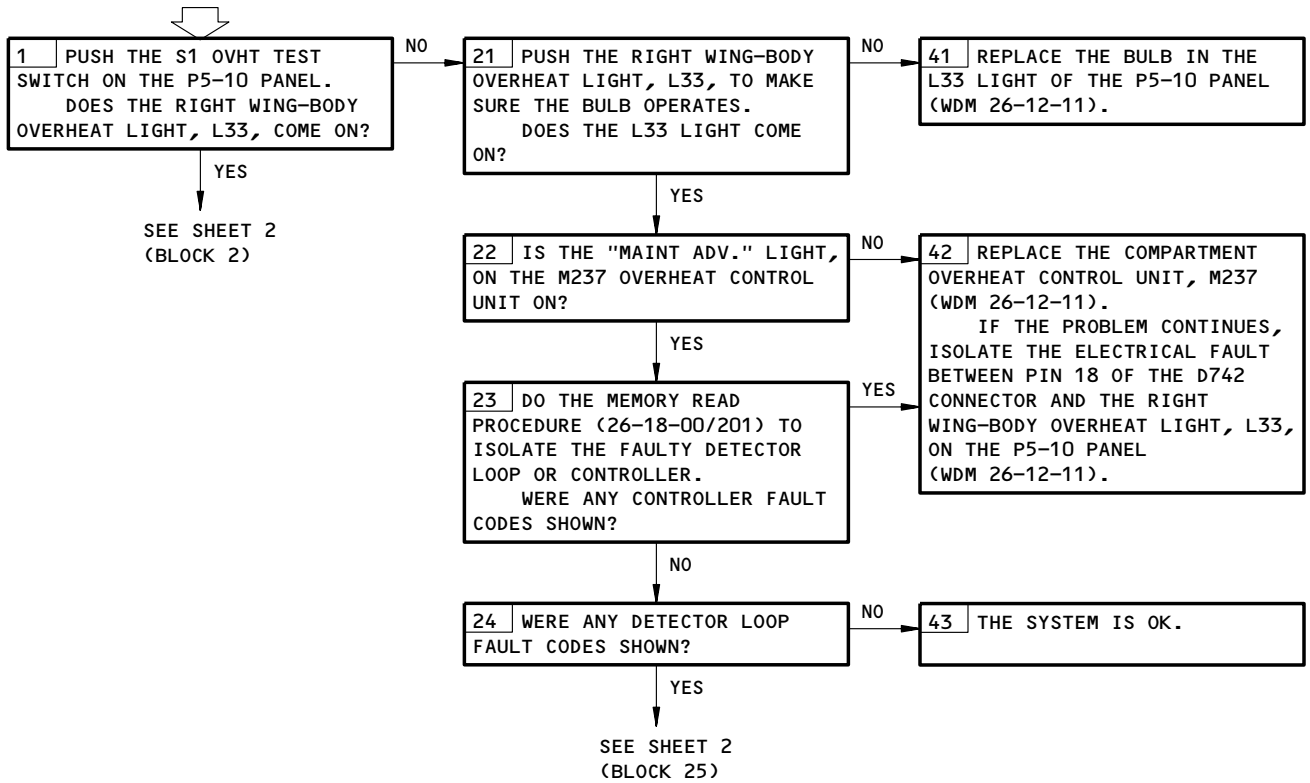 1 PUSH THE S1 OVHT TEST
SWITCH ON THE P5-10 PANEL.
DOES THE RIGHT WING-BODY
OVERHEAT LIGHT, L33, COME ON?
NO
YES
SEE SHEET 2
(BLOCK 2)
21 PUSH THE RIGHT WING-BODY
OVERHEAT LIGHT, L33, TO MAKE
SURE THE BULB OPERATES.
DOES THE L33 LIGHT COME
ON?
NO
YES
41 REPLACE THE BULB IN THE
L33 LIGHT OF THE P5-10 PANEL
(WDM 26-12-11).
22 IS THE "MAINT ADV." LIGHT,
ON THE M237 OVERHEAT CONTROL
UNIT ON?
NO
YES
42 REPLACE THE COMPARTMENT
OVERHEAT CONTROL UNIT, M237
(WDM 26-12-11).
IF THE PROBLEM CONTINUES,
ISOLATE THE ELECTRICAL FAULT
BETWEEN PIN 18 OF THE D742
CONNECTOR AND THE RIGHT
WING-BODY OVERHEAT LIGHT, L33,
ON THE P5-10 PANEL
(WDM 26-12-11).
23 DO THE MEMORY READ
PROCEDURE (26-18-00/201) TO
ISOLATE THE FAULTY DETECTOR
LOOP OR CONTROLLER.
WERE ANY CONTROLLER FAULT
CODES SHOWN?
YES
NO
24 WERE ANY DETECTOR LOOP
FAULT CODES SHOWN?
NO
YES
43 THE SYSTEM IS OK.
SEE SHEET 2
(BLOCK 25)